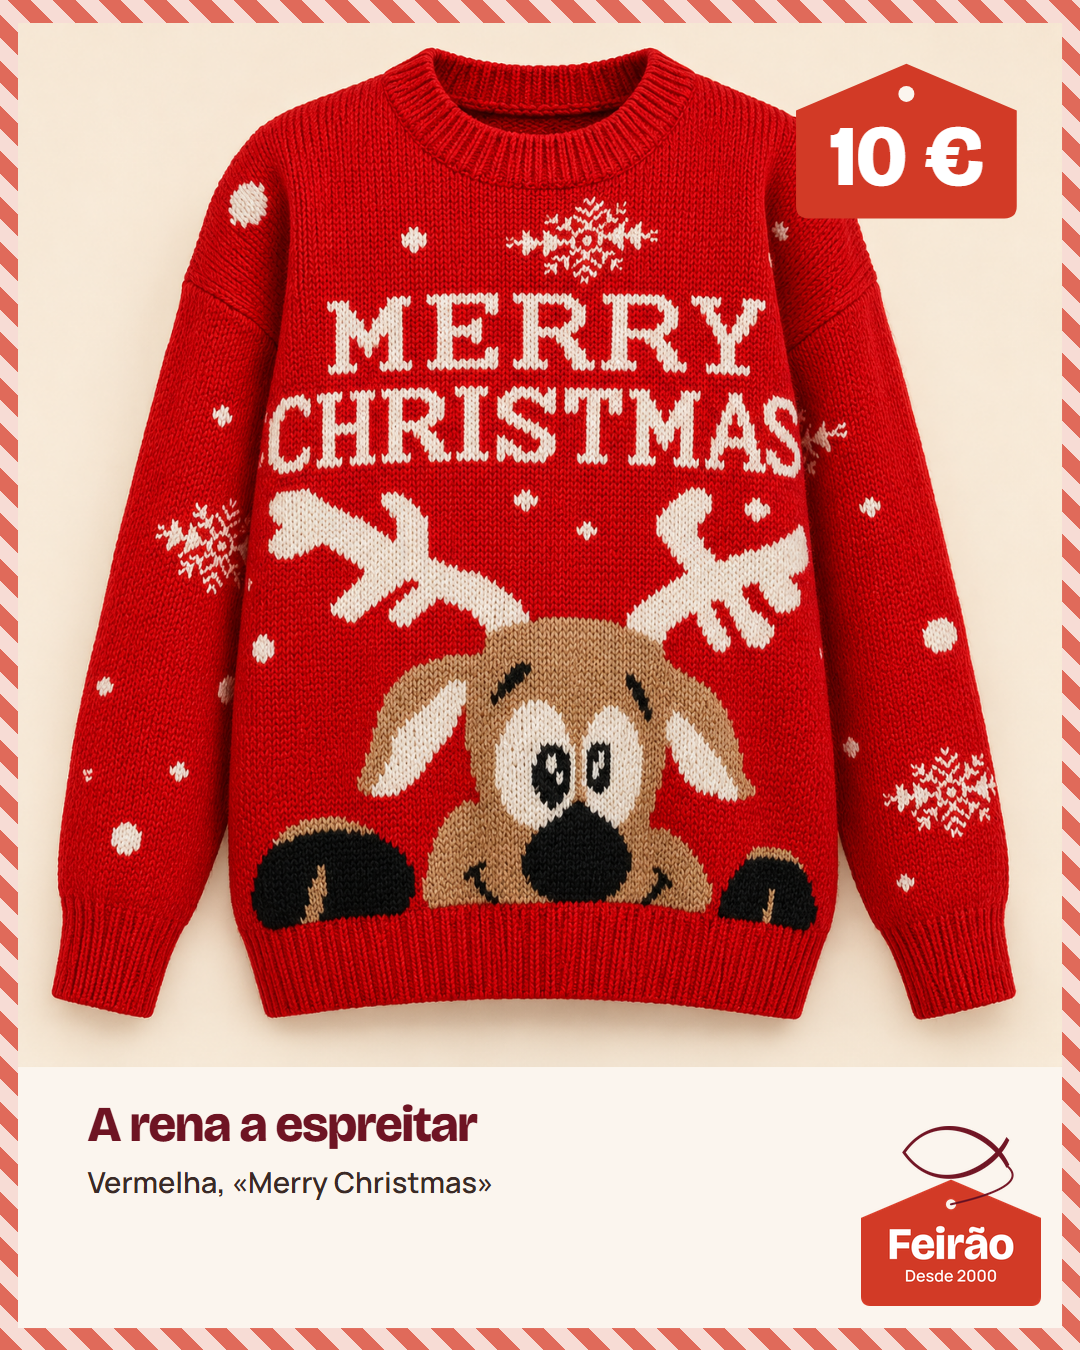 10 €
MERRY
CHRISTMAS
A rena a espreitar
Vermelha, «Merry Christmas»
Feirão
Desde 2000